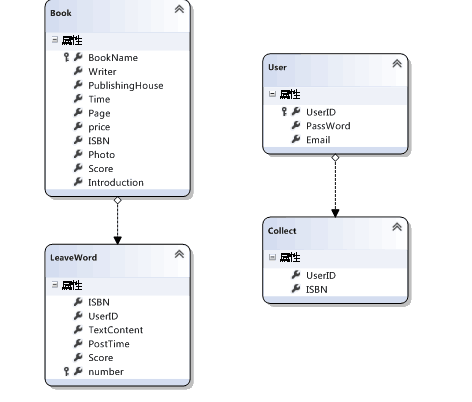 Book
属性
BookName
Writer
PublishingHouse
Time
Page
price
ISBN
Photo
Score
Introduction
User
属性
UserID
PassWord
Email
LeaveWord
属性
ISBN
UserID
TextContent
PostTime
Score
number
Collect
属性
UserID
ISBN